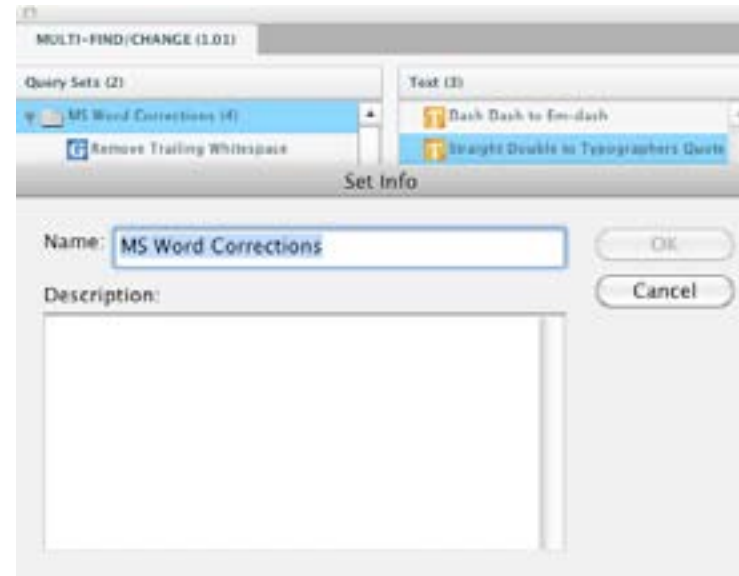 MULTI-FIND/CHANGE (1.01)
Query Sets (2)
Text (3)
MS Word Corrections (4)
Dash Dash to Em-dash
Remove Trailing Whitespace
Straight Double to Typographers Quote
Set Info
Name: MS Word Corrections
OK
Description:
Cancel